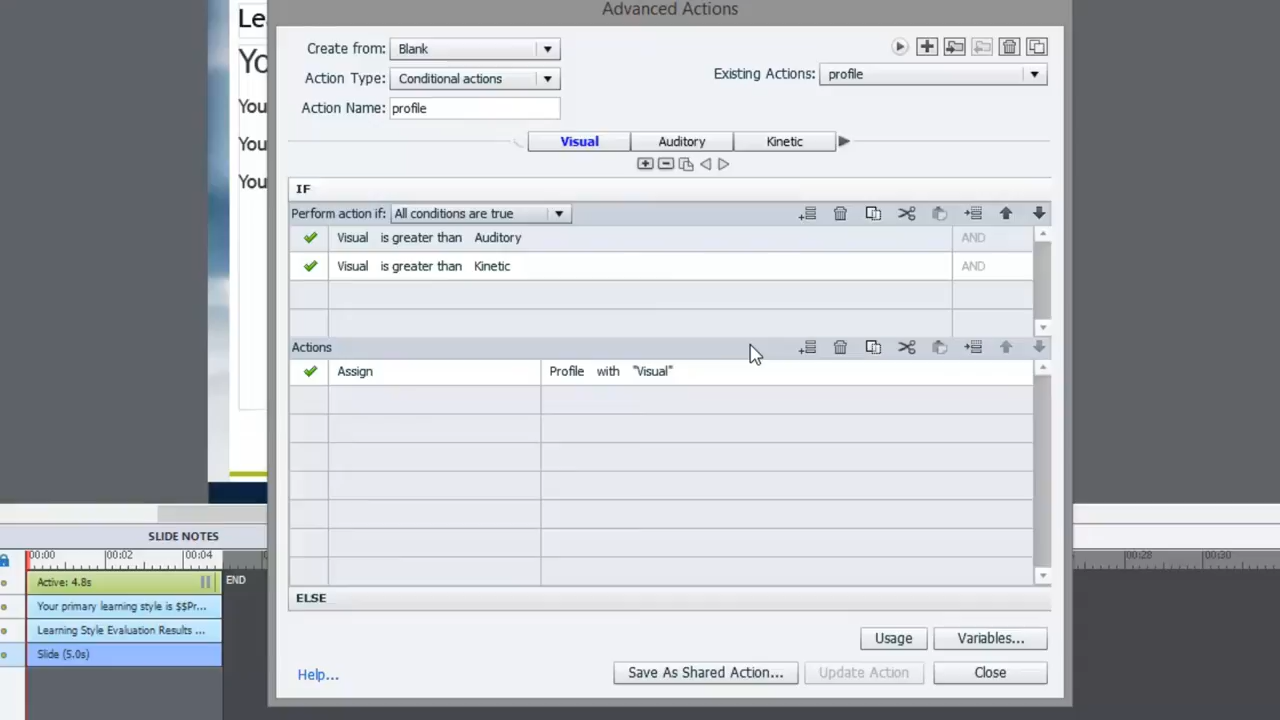 Advanced Actions
Le
Yo
You
You
You
Create from: Blank
Action Type: Conditional actions
Existing Actions: profile
Action Name: profile
Visual Auditory Kinetic
IF
Perform action if: All conditions are true
Visual is greater than Auditory AND
Visual is greater than Kinetic AND
Actions
Assign Profile with "Visual"
ELSE
Usage Variables...
Help... Save As Shared Action... Update Action Close
SLIDE NOTES
00:00 00:02 00:04 00:28 00:30
Active: 4.8s END
Your primary learning style is $$Pr...
Learning Style Evaluation Results ...
Slide (5.0s)